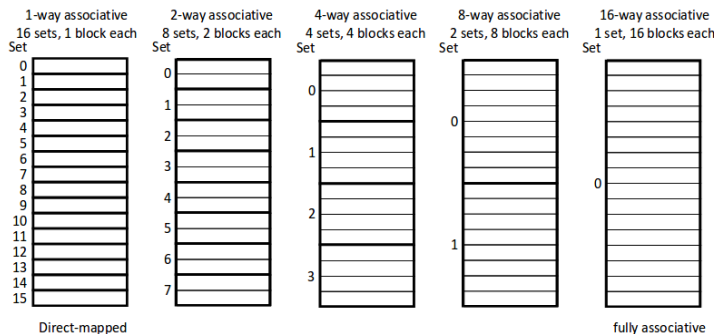 1-way associative
16 sets, 1 block each
Set
0
1
2
3
4
5
6
7
8
9
10
11
12
13
14
15
Direct-mapped
2-way associative
8 sets, 2 blocks each
0
1
2
3
4
5
6
7
4-way associative
4 sets, 4 blocks each
Set
0
1
2
3
8-way associative
2 sets, 8 blocks each
0
1
16-way associative
1 set, 16 blocks each
Set
0
fully associative